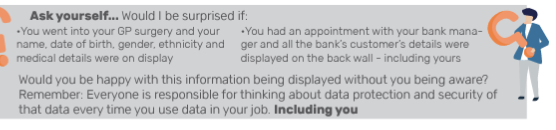 Ask yourself... Would I be surprised if:
•You went into your GP surgery and your
name, date of birth, gender, ethnicity and
medical details were on display
•You had an appointment with your bank mana-
ger and all the bank's customer's details were
displayed on the back wall - including yours
Would you be happy with this information being displayed without you being aware?
Remember: Everyone is responsible for thinking about data protection and security of
that data every time you use data in your job. Including you